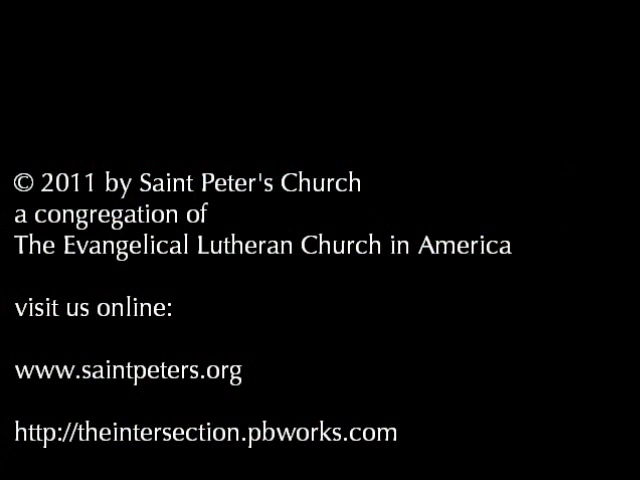 © 2011 by Saint Peter's Church
a congregation of
The Evangelical Lutheran Church in America
visit us online:
www.saintpeters.org
http://theintersection.pbworks.com